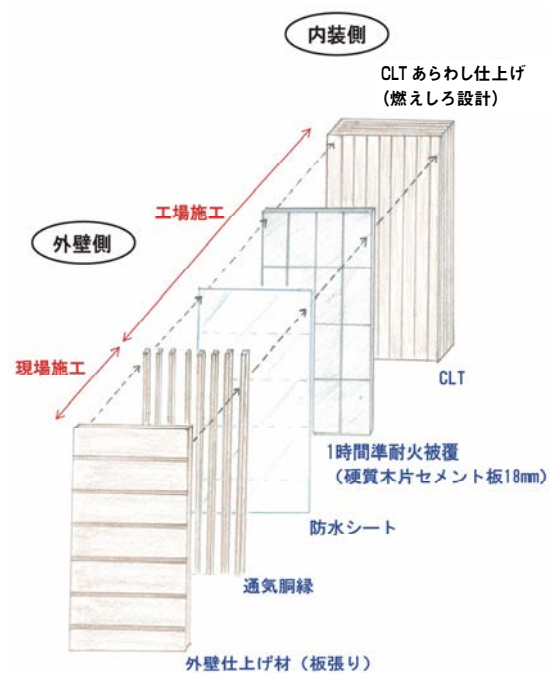 内装側
CLTあらわし仕上げ
（燃えしろ設計）
工場施工
外壁側
現場施工
CLT
1時間準耐火被覆
（硬質木片セメント板18mm）
防水シート
通気胴縁
外壁仕上げ材（板張り）